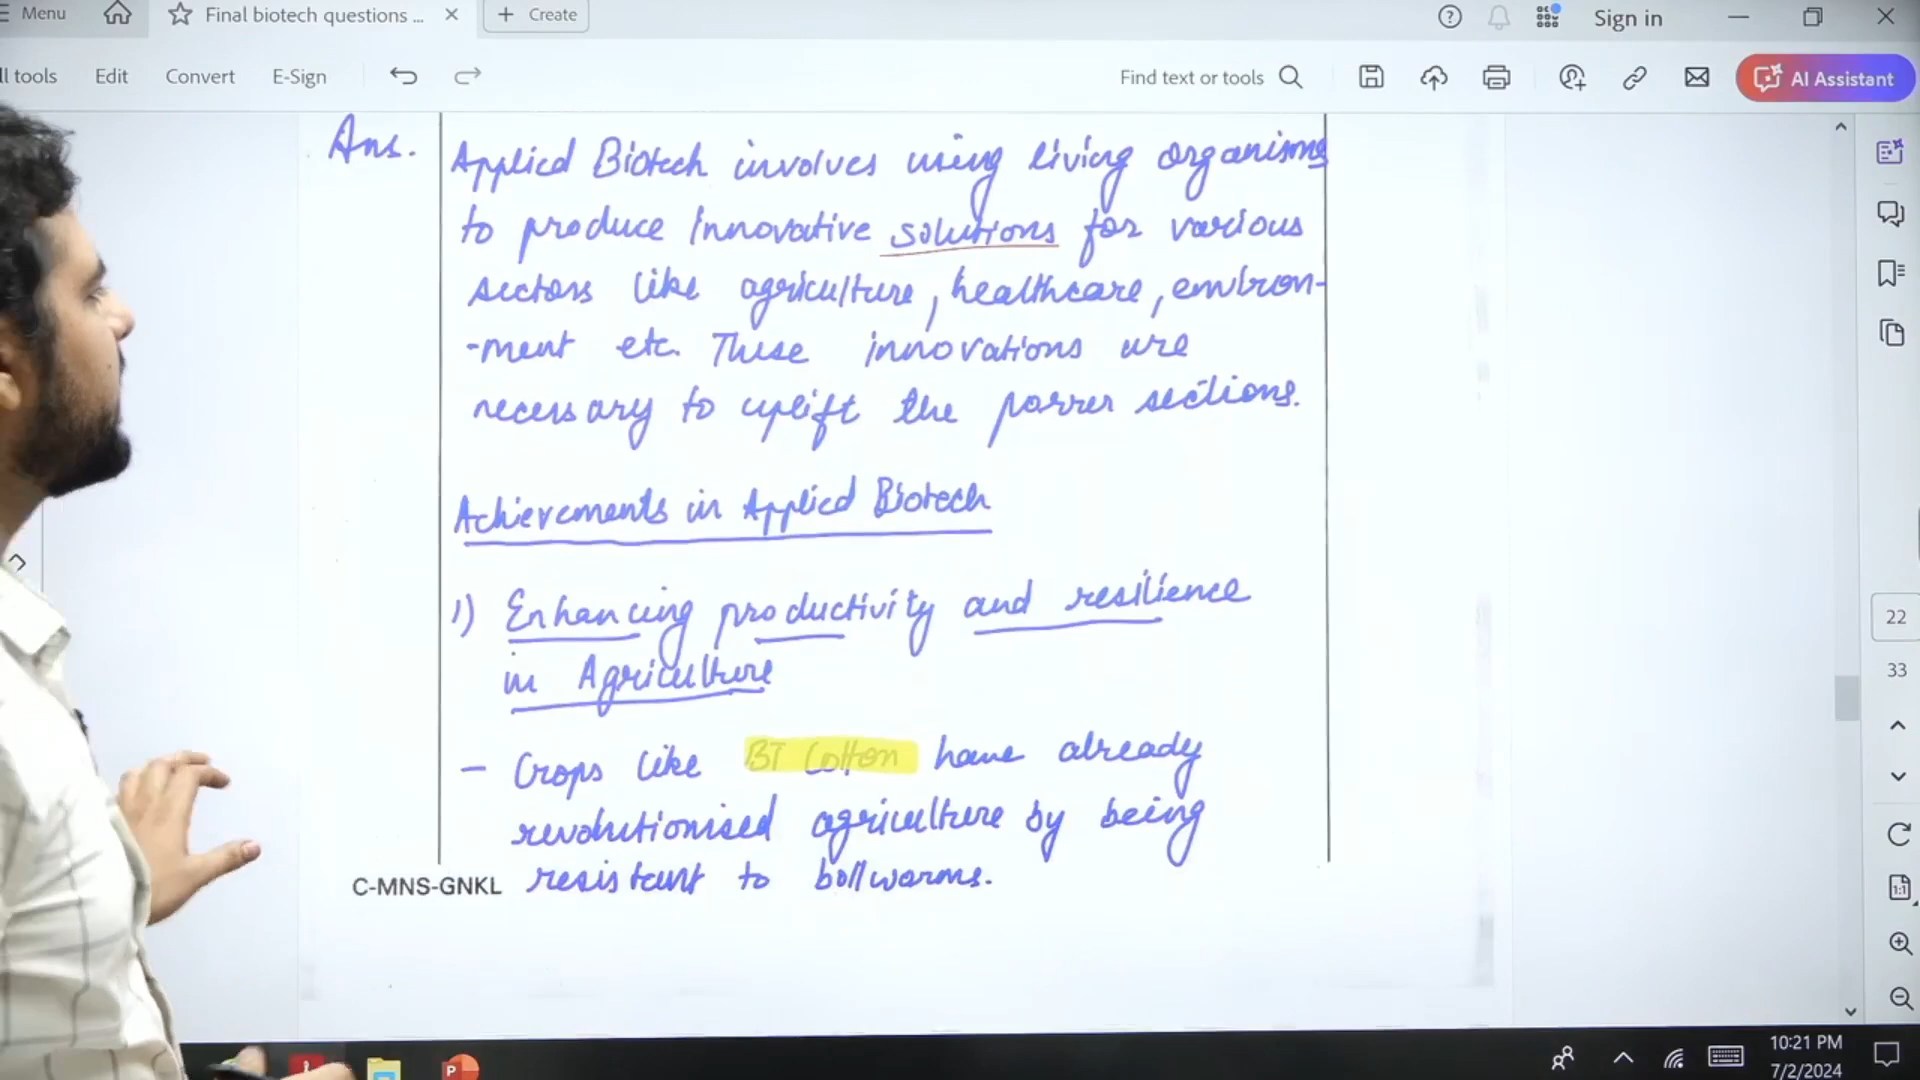 Menu
Final biotech questions ...
Create
Sign in
ll tools
Edit
Convert
E-Sign
Find text or tools
AI Assistant
Ans.
Applied Biotech involves using living organisms
to produce Innovative solutions for various
sectors like agriculture, healthcare, environ-
-ment etc. These innovations are
necessary to uplift the porrer sections.
Achievements in Applied Biotech
1) Enhancing productivity and resilience
in Agriculture
- Crops like BT Cotton have already
revolutionised agriculture by being
resistant to bollworms.
C-MNS-GNKL
22
33
1:1
10:21 PM
7/2/2024